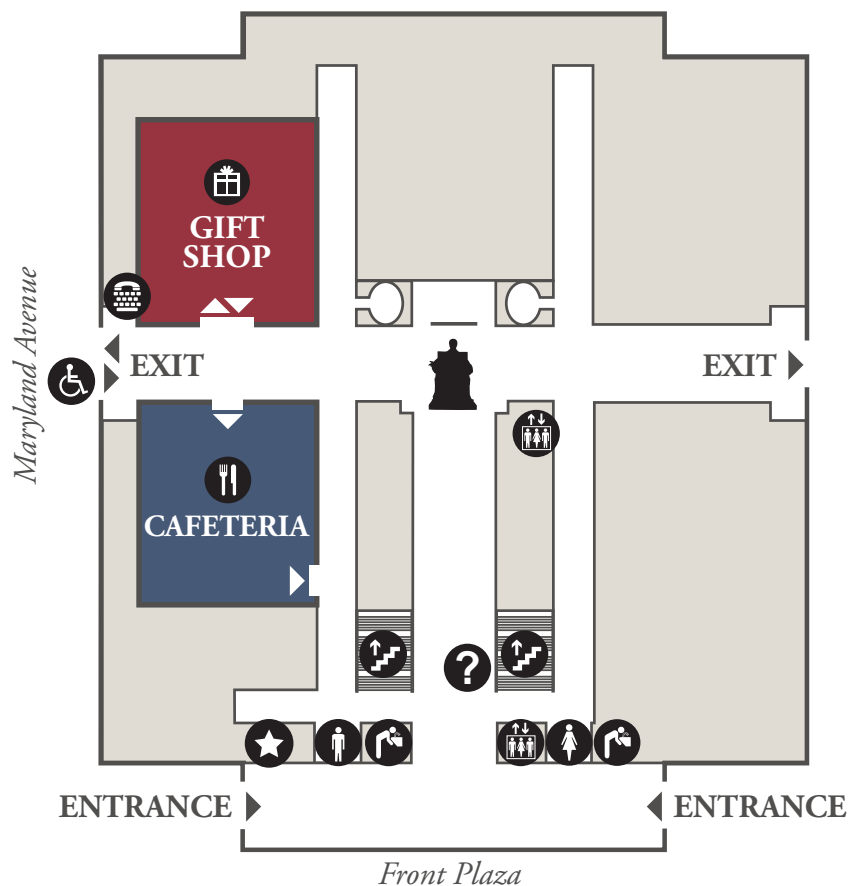 GIFT
SHOP
Maryland Avenue
EXIT
EXIT
CAFETERIA
?
ENTRANCE
ENTRANCE
Front Plaza